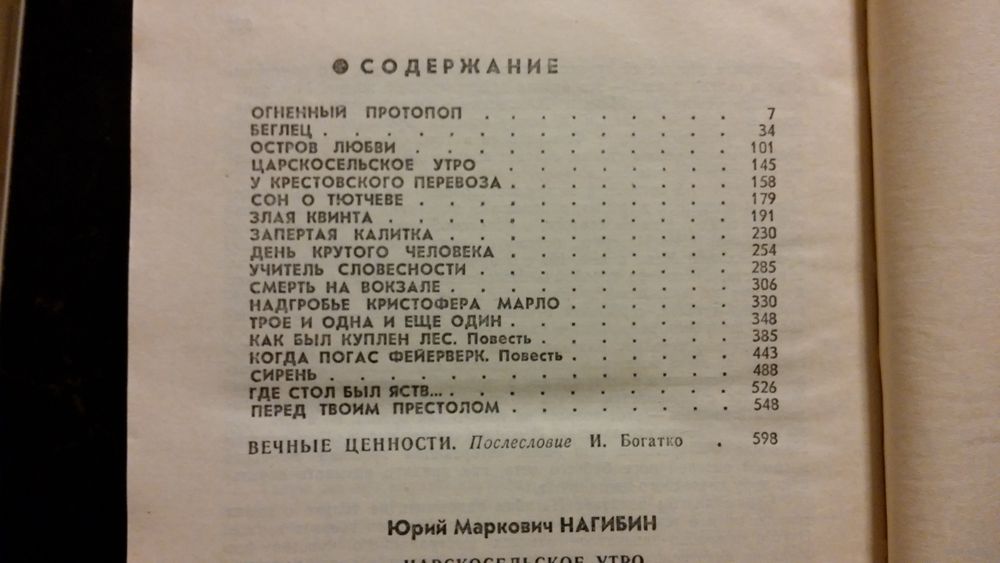 СОДЕРЖАНИЕ
ОГНЕННЫЙ ПРОТОПОП . . . . . . . . . 7
БЕГЛЕЦ . . . . . . . . . . . . . 34
ОСТРОВ ЛЮБВИ . . . . . . . . . . 101
ЦАРСКОСЕЛЬСКОЕ УТРО . . . . . . . . 145
У КРЕСТОВСКОГО ПЕРЕВОЗА . . . . . . . . 158
СОН О ТЮТЧЕВЕ . . . . . . . . . . 179
ЗЛАЯ КВИНТА . . . . . . . . . . . 191
ЗАПЕРТАЯ КАЛИТКА . . . . . . . . . 230
ДЕНЬ КРУТОГО ЧЕЛОВЕКА . . . . . . . . 254
УЧИТЕЛЬ СЛОВЕСНОСТИ . . . . . . . . 285
СМЕРТЬ НА ВОКЗАЛЕ . . . . . . . . . 306
НАДГРОБЬЕ КРИСТОФЕРА МАРЛО . . . . . . 330
ТРОЕ И ОДНА И ЕЩЕ ОДИН . . . . . . . . 348
КАК БЫЛ КУПЛЕН ЛЕС. Повесть . . . . . . 385
КОГДА ПОГАС ФЕЙЕРВЕРК. Повесть . . . . . . 443
СИРЕНЬ . . . . . . . . . . . . . 488
ГДЕ СТОЛ БЫЛ ЯСТВ... . . . . . . . . . 526
ПЕРЕД ТВОИМ ПРЕСТОЛОМ . . . . . . . . 548
ВЕЧНЫЕ ЦЕННОСТИ. Послесловие И. Богатко . 598
Юрий Маркович НАГИБИН
ЦАРСКОСЕЛЬСКОЕ УТРО